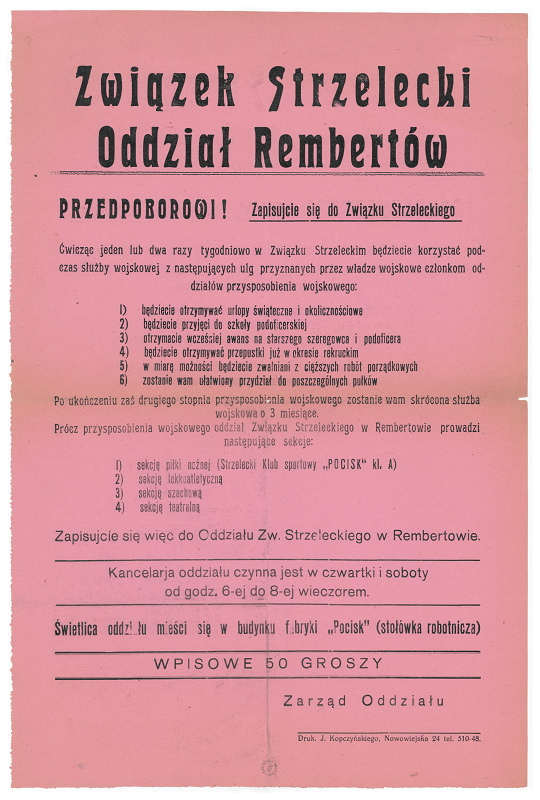 Związek Strzelecki
Oddział Rembertów
PRZEDPOBOROWI! Zapisujcie się do Związku Strzeleckiego
Ćwicząc jeden lub dwa razy tygodniowo w Związku Strzeleckim będziecie korzystać pod-
czas służby wojskowej z następujących ulg przyznanych przez władze wojskowe członkom od-
działów przysposobienia wojskowego:
1) będziecie otrzymywać urlopy świąteczne i okolicznościowe
2) będziecie przyjęci do szkoły podoficerskiej
3) otrzymacie wcześniej awans na starszego szeregowca i podoficera
4) będziecie otrzymywać przepustki już w okresie rekruckim
5) w miarę możności będziecie zwalniani z cięższych robót porządkowych
6) zostanie wam ułatwiony przydział do poszczególnych pułków
Po ukończeniu zaś drugiego stopnia przysposobienia wojskowego zostanie wam skrócona służba
wojskowa o 3 miesiące.
Prócz przysposobienia wojskowego oddział Związku Strzeleckiego w Rembertowie prowadzi
następujące sekcje:
1) sekcję piłki nożnej (Strzelecki Klub sportowy „POCISK" kl. A)
2) sekcję lekkoatletyczną
3) sekcję szachową
4) sekcję teatralną
Zapisujcie się więc do Oddziału Zw. Strzeleckiego w Rembertowie.
Kancelarja oddziału czynna jest w czwartki i soboty
od godz. 6-ej do 8-ej wieczorem.
Świetlica oddziału mieści się w budynku fabryki „Pocisk" (stołówka robotnicza)
WPISOWE 50 GROSZY
Zarząd Oddziału
Druk. J. Kopczyńskiego, Nowowiejska 24 tel. 510-48.